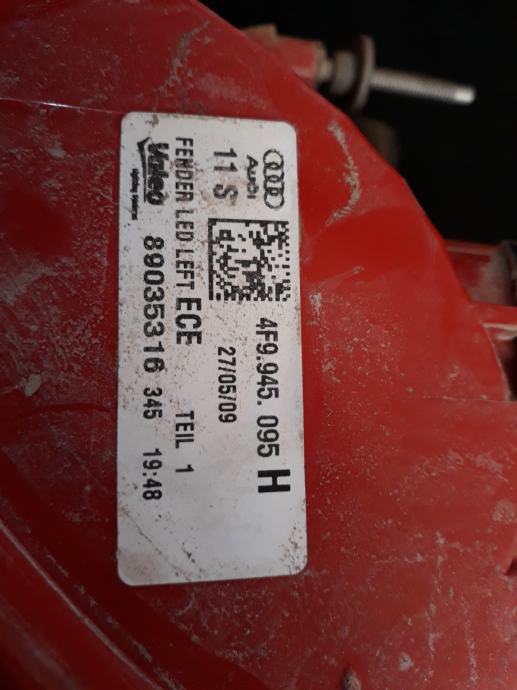 Audi
4F9.945. 095 H
11 S
27/05/09
FENDER LED LEFT ECE TEIL 1
Valeo
89035316 345 19:48